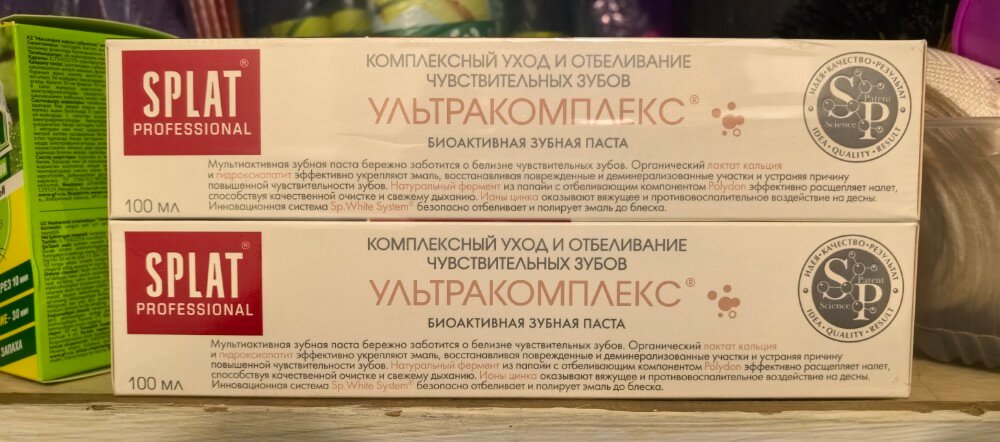 SPLAT®
PROFESSIONAL
100 МЛ
КОМПЛЕКСНЫЙ УХОД И ОТБЕЛИВАНИЕ
ЧУВСТВИТЕЛЬНЫХ ЗУБОВ
УЛЬТРАКОМПЛЕКС®
БИОАКТИВНАЯ ЗУБНАЯ ПАСТА
Мультиактивная зубная паста бережно заботится о белизне чувствительных зубов. Органический лактат кальция
и гидроксиапатит эффективно укрепляют эмаль, восстанавливая поврежденные и деминерализованные участки и устраняя причину
повышенной чувствительности зубов. Натуральный фермент из папайи с отбеливающим компонентом Polydon эффективно расщепляет налет,
способствуя качественной очистке и свежему дыханию. Ионы цинка оказывают вяжущее и противовоспалительное воздействие на десны.
Инновационная система Sp.White System® безопасно отбеливает и полирует эмаль до блеска.
ИДЕЯ•КАЧЕСТВО•РЕЗУЛЬТАТ
SP
Patent
Science
IDEA•QUALITY•RESULT
SPLAT®
PROFESSIONAL
100 МЛ
КОМПЛЕКСНЫЙ УХОД И ОТБЕЛИВАНИЕ
ЧУВСТВИТЕЛЬНЫХ ЗУБОВ
УЛЬТРАКОМПЛЕКС®
БИОАКТИВНАЯ ЗУБНАЯ ПАСТА
Мультиактивная зубная паста бережно заботится о белизне чувствительных зубов. Органический лактат кальция
и гидроксиапатит эффективно укрепляют эмаль, восстанавливая поврежденные и деминерализованные участки и устраняя причину
повышенной чувствительности зубов. Натуральный фермент из папайи с отбеливающим компонентом Polydon эффективно расщепляет налет,
способствуя качественной очистке и свежему дыханию. Ионы цинка оказывают вяжущее и противовоспалительное воздействие на десны.
Инновационная система Sp.White System® безопасно отбеливает и полирует эмаль до блеска.
ИДЕЯ•КАЧЕСТВО•РЕЗУЛЬТАТ
SP
Patent
Science
IDEA•QUALITY•RESULT
10 мин
30 мин
ЗАПАХА